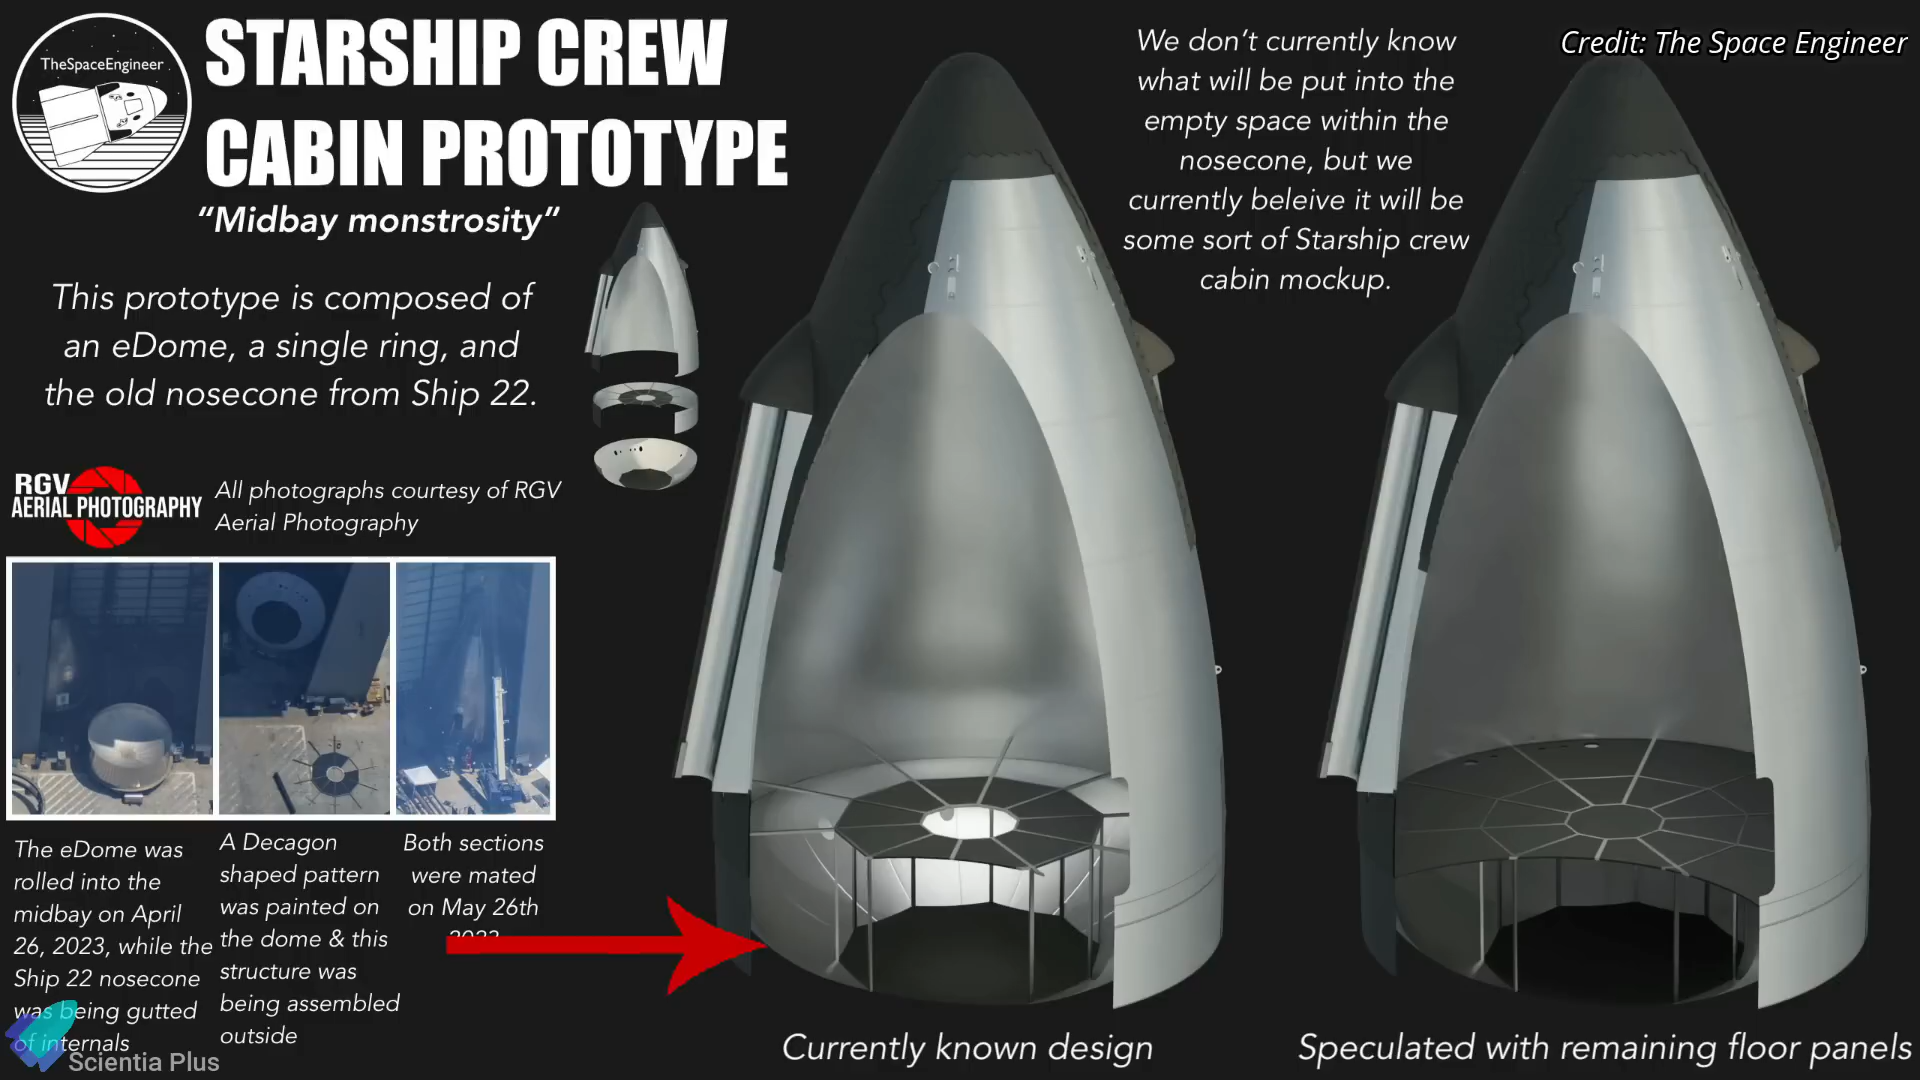 TheSpaceEngineer
STARSHIP CREW
CABIN PROTOTYPE
“Midbay monstrosity”
This prototype is composed of
an eDome, a single ring, and
the old nosecone from Ship 22.
RGV
AERIAL PHOTOGRAPHY
All photographs courtesy of RGV
Aerial Photography
The eDome was
rolled into the
midbay on April
26, 2023, while the
Ship 22 nosecone
was being gutted
of internals
A Decagon
shaped pattern
was painted on
the dome & this
structure was
being assembled
outside
Both sections
were mated
on May 26th
2023
We don’t currently know
what will be put into the
empty space within the
nosecone, but we
currently beleive it will be
some sort of Starship crew
cabin mockup.
Credit: The Space Engineer
Currently known design
Speculated with remaining floor panels
Scientia Plus